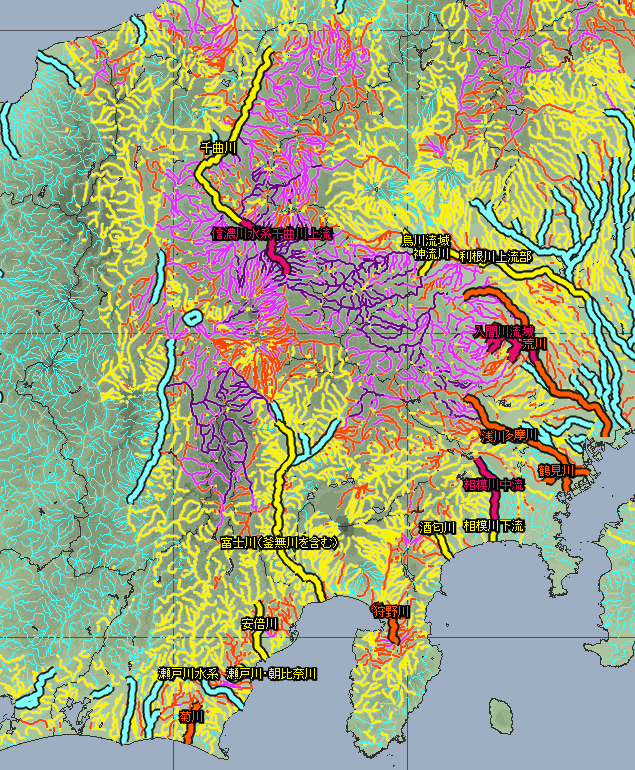 千曲川
信濃川水系千曲川上流
烏川流域
神流川
利根川上流部
入間川流域
荒川
浅川多摩川
鶴見川
相模川中流
酒匂川
相模川下流
富士川(釜無川を含む)
狩野川
安倍川
瀬戸川水系 瀬戸川・朝比奈川
菊川